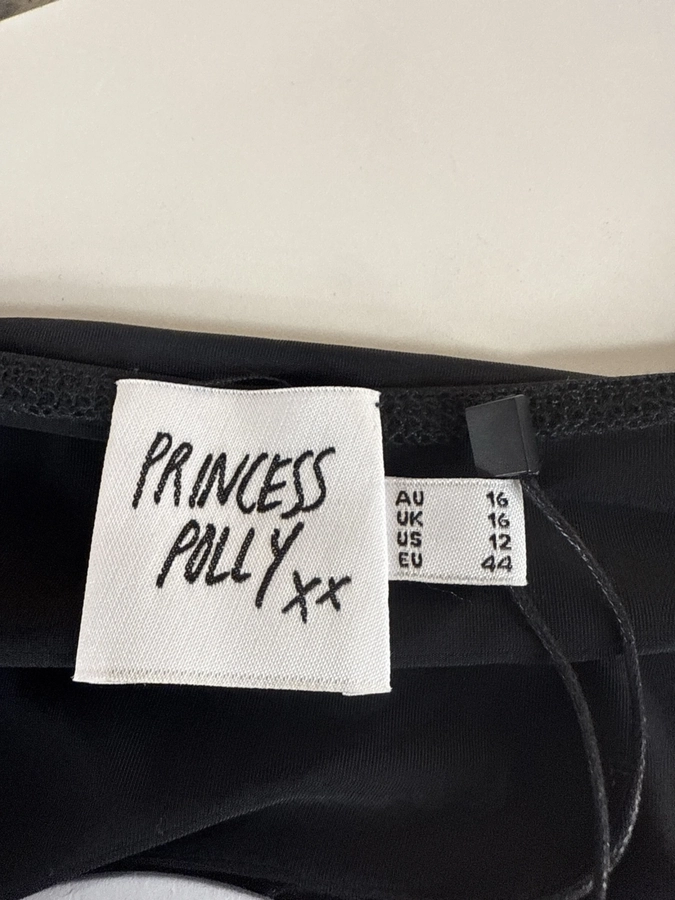 PRINCESS
POLLY
xx
AU 16
UK 16
US 12
EU 44